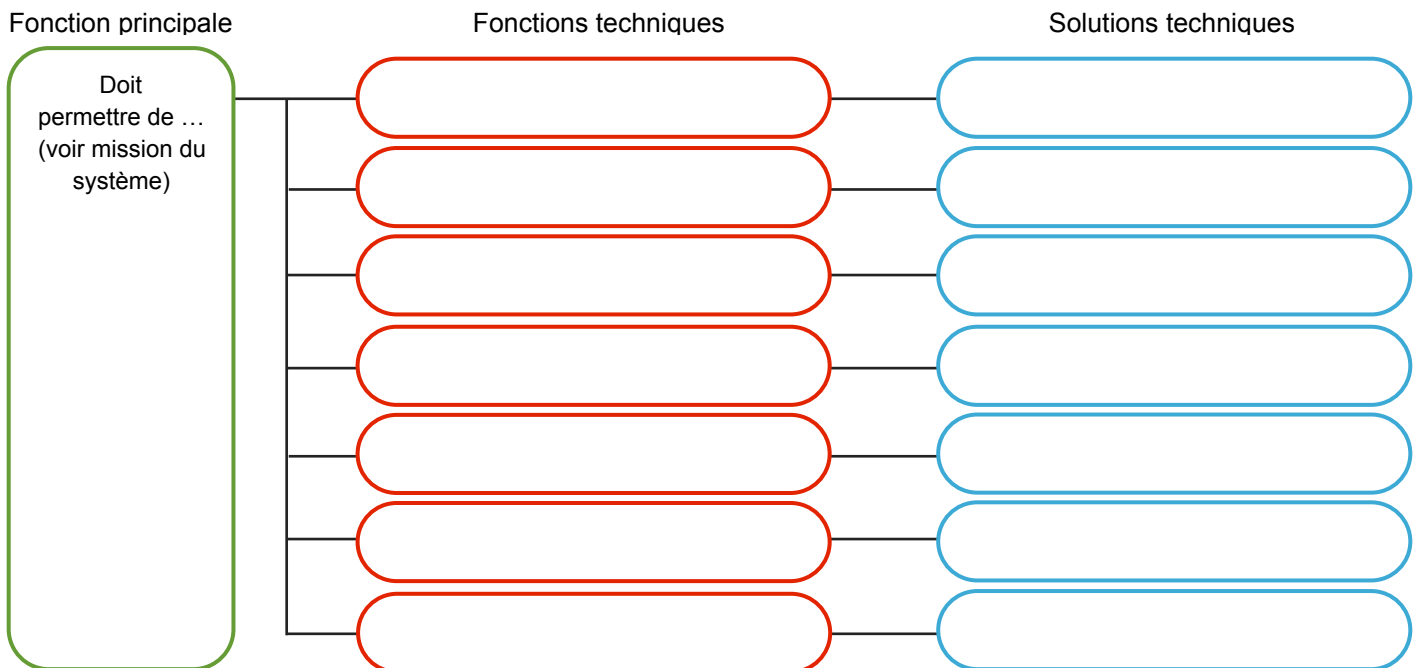 Fonction principale
Fonctions techniques
Solutions techniques
Doit
permettre de …
(voir mission du
système)